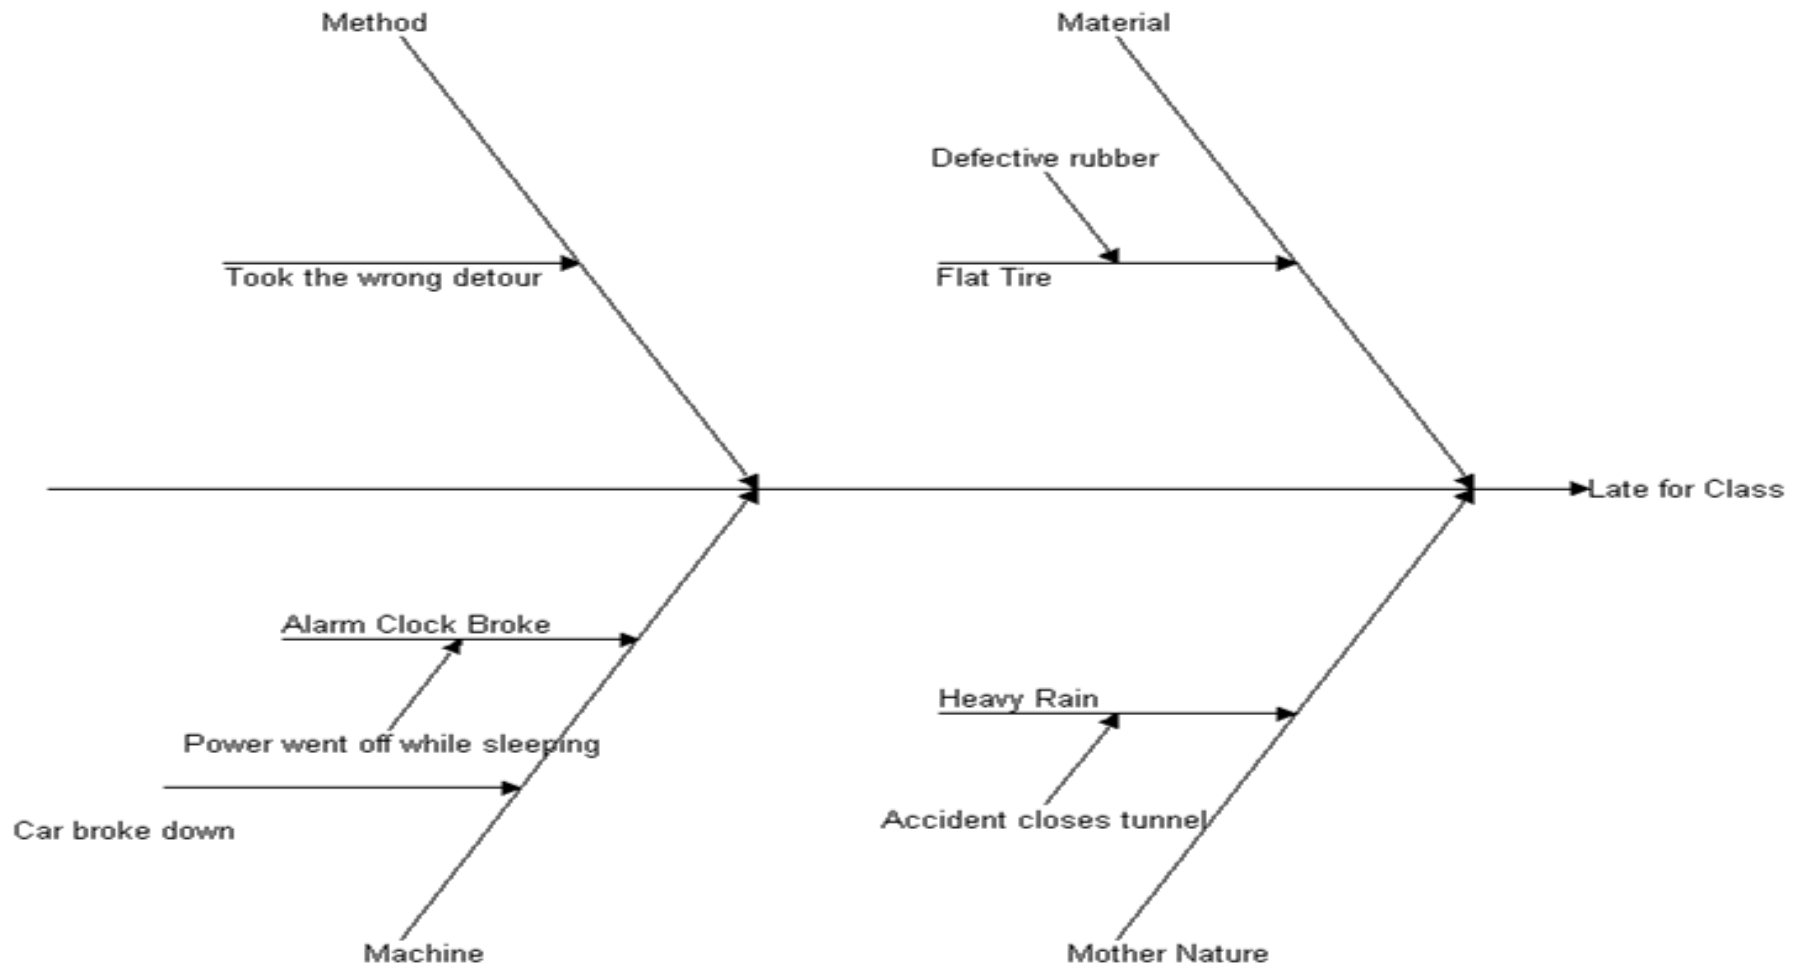 Method
Material
Defective rubber
Took the wrong detour
Flat Tire
Late for Class
Alarm Clock Broke
Heavy Rain
Power went off while sleeping
Accident closes tunnel
Car broke down
Machine
Mother Nature